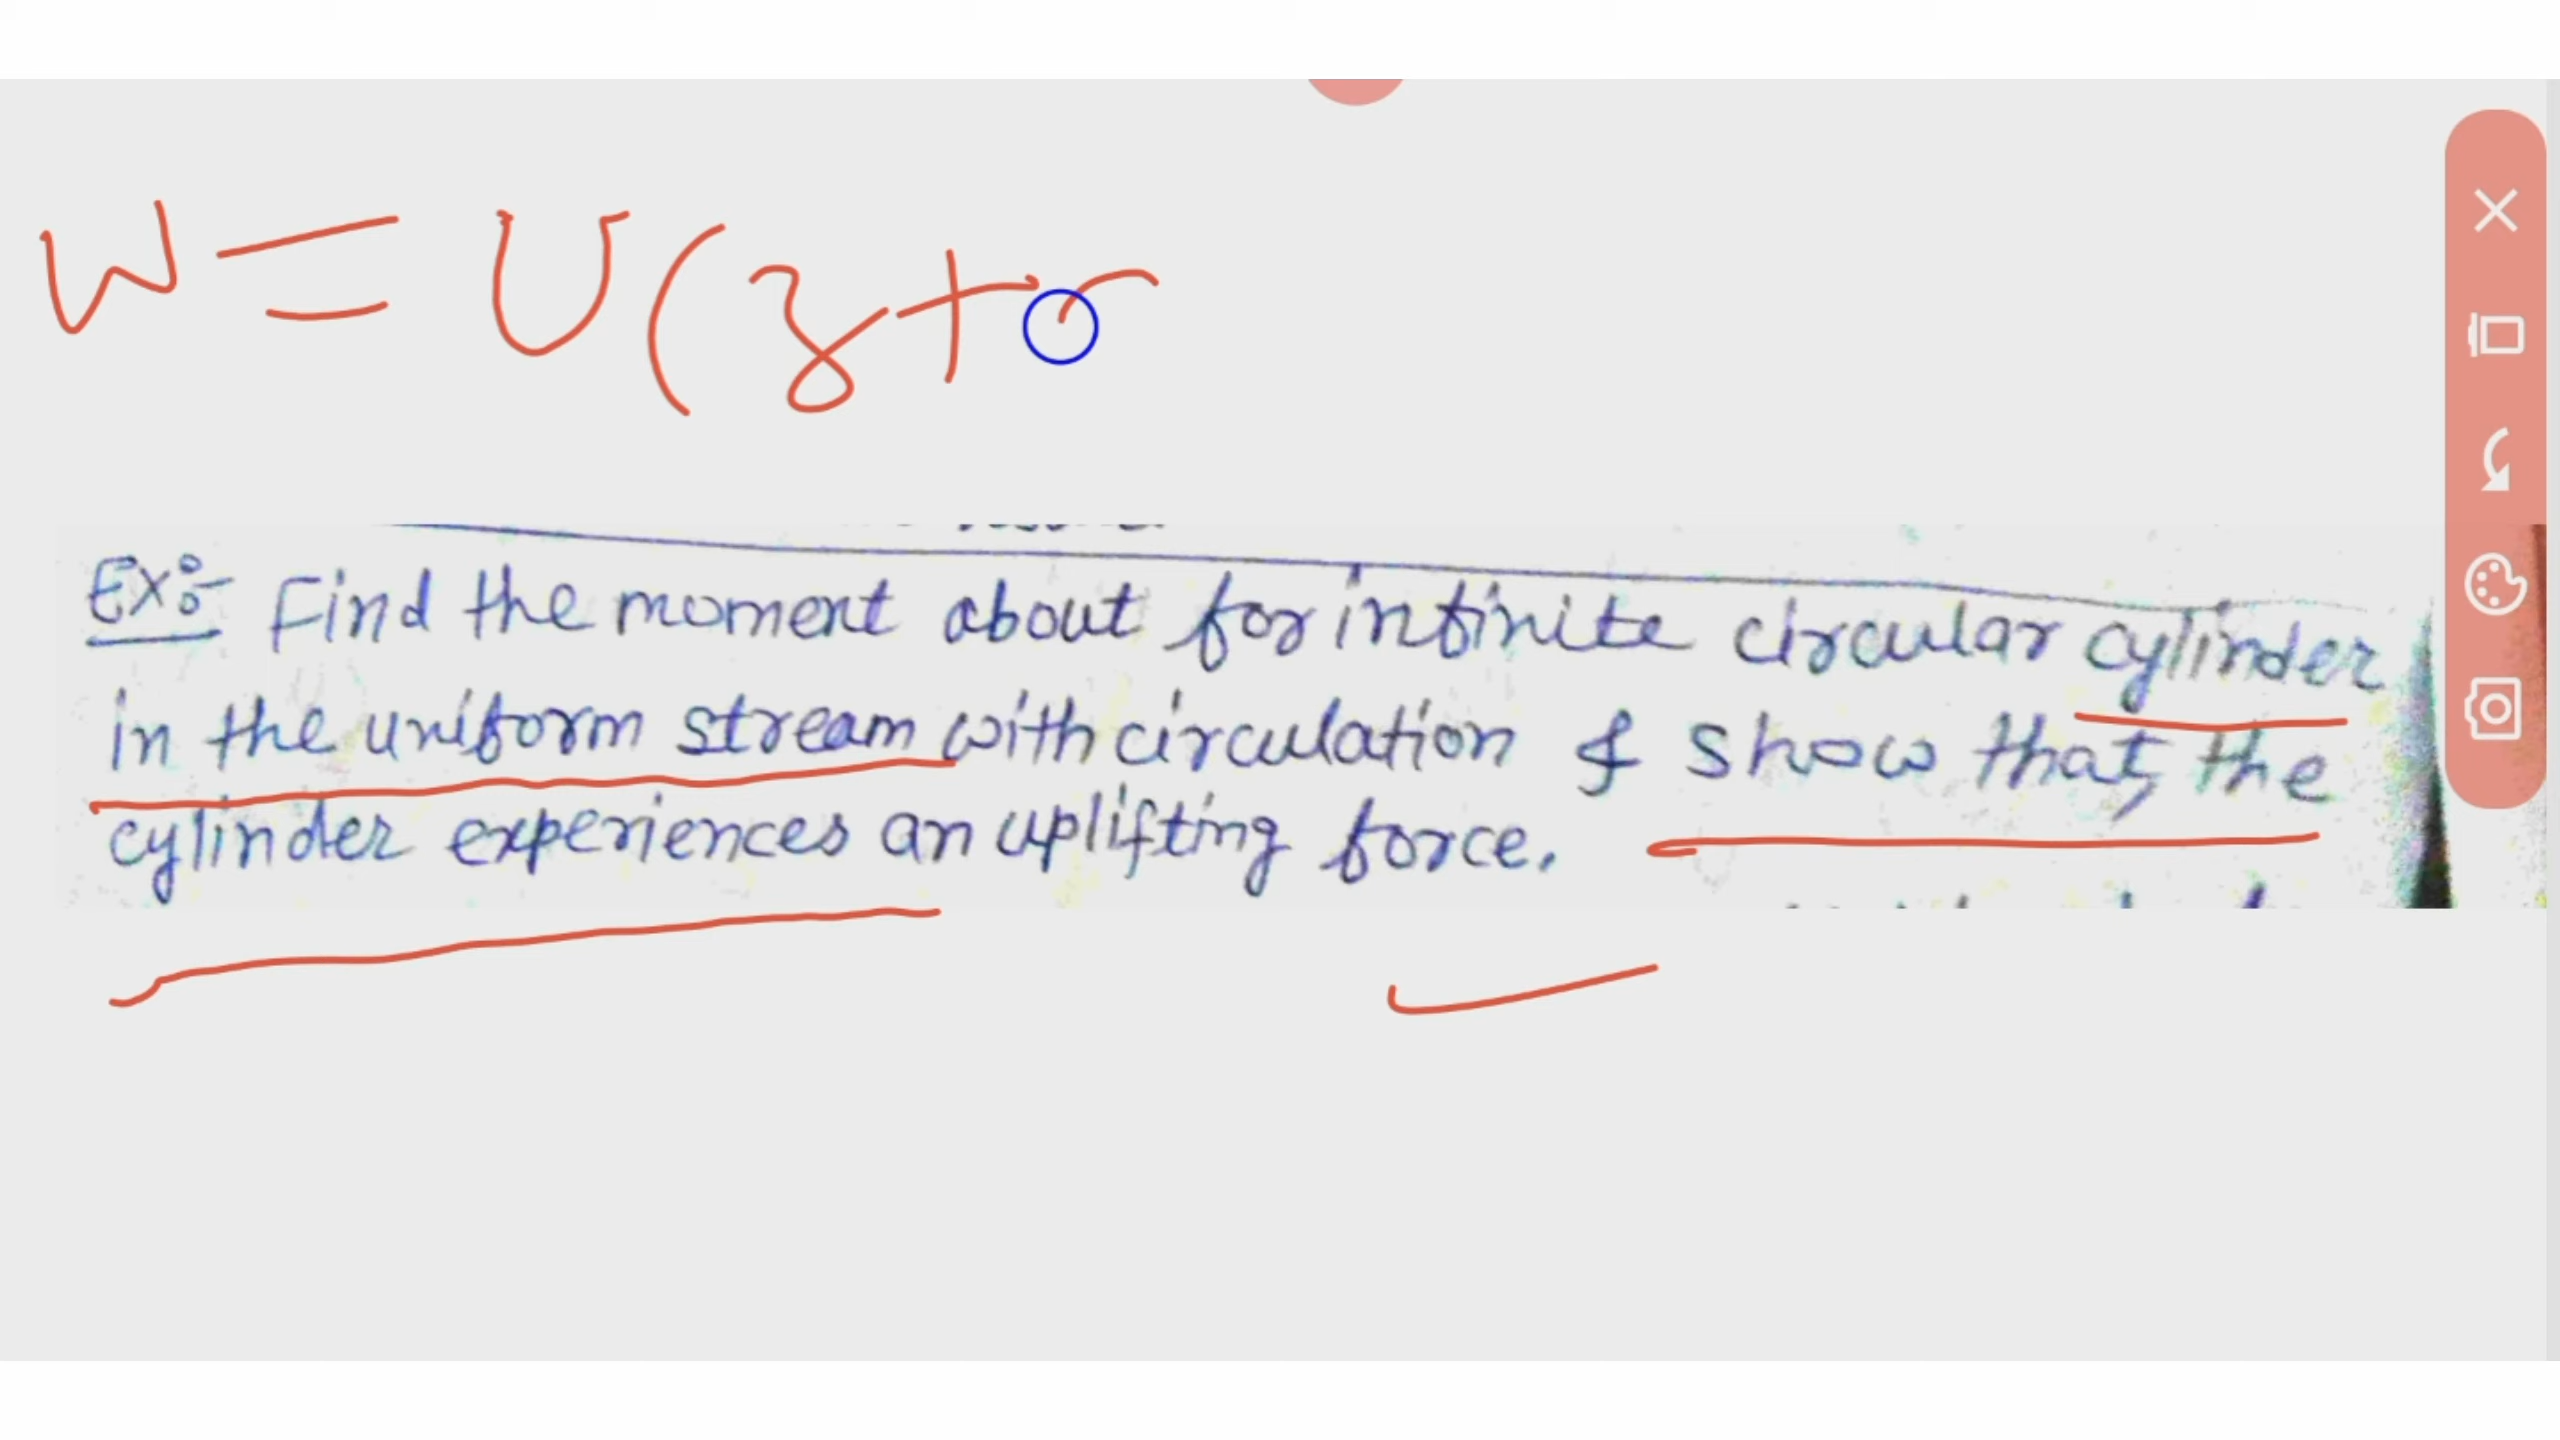 W = U(z+
Ex:- Find the moment about for infinite circular cylinder
in the uniform stream with circulation & show that, the
cylinder experiences an uplifting force.